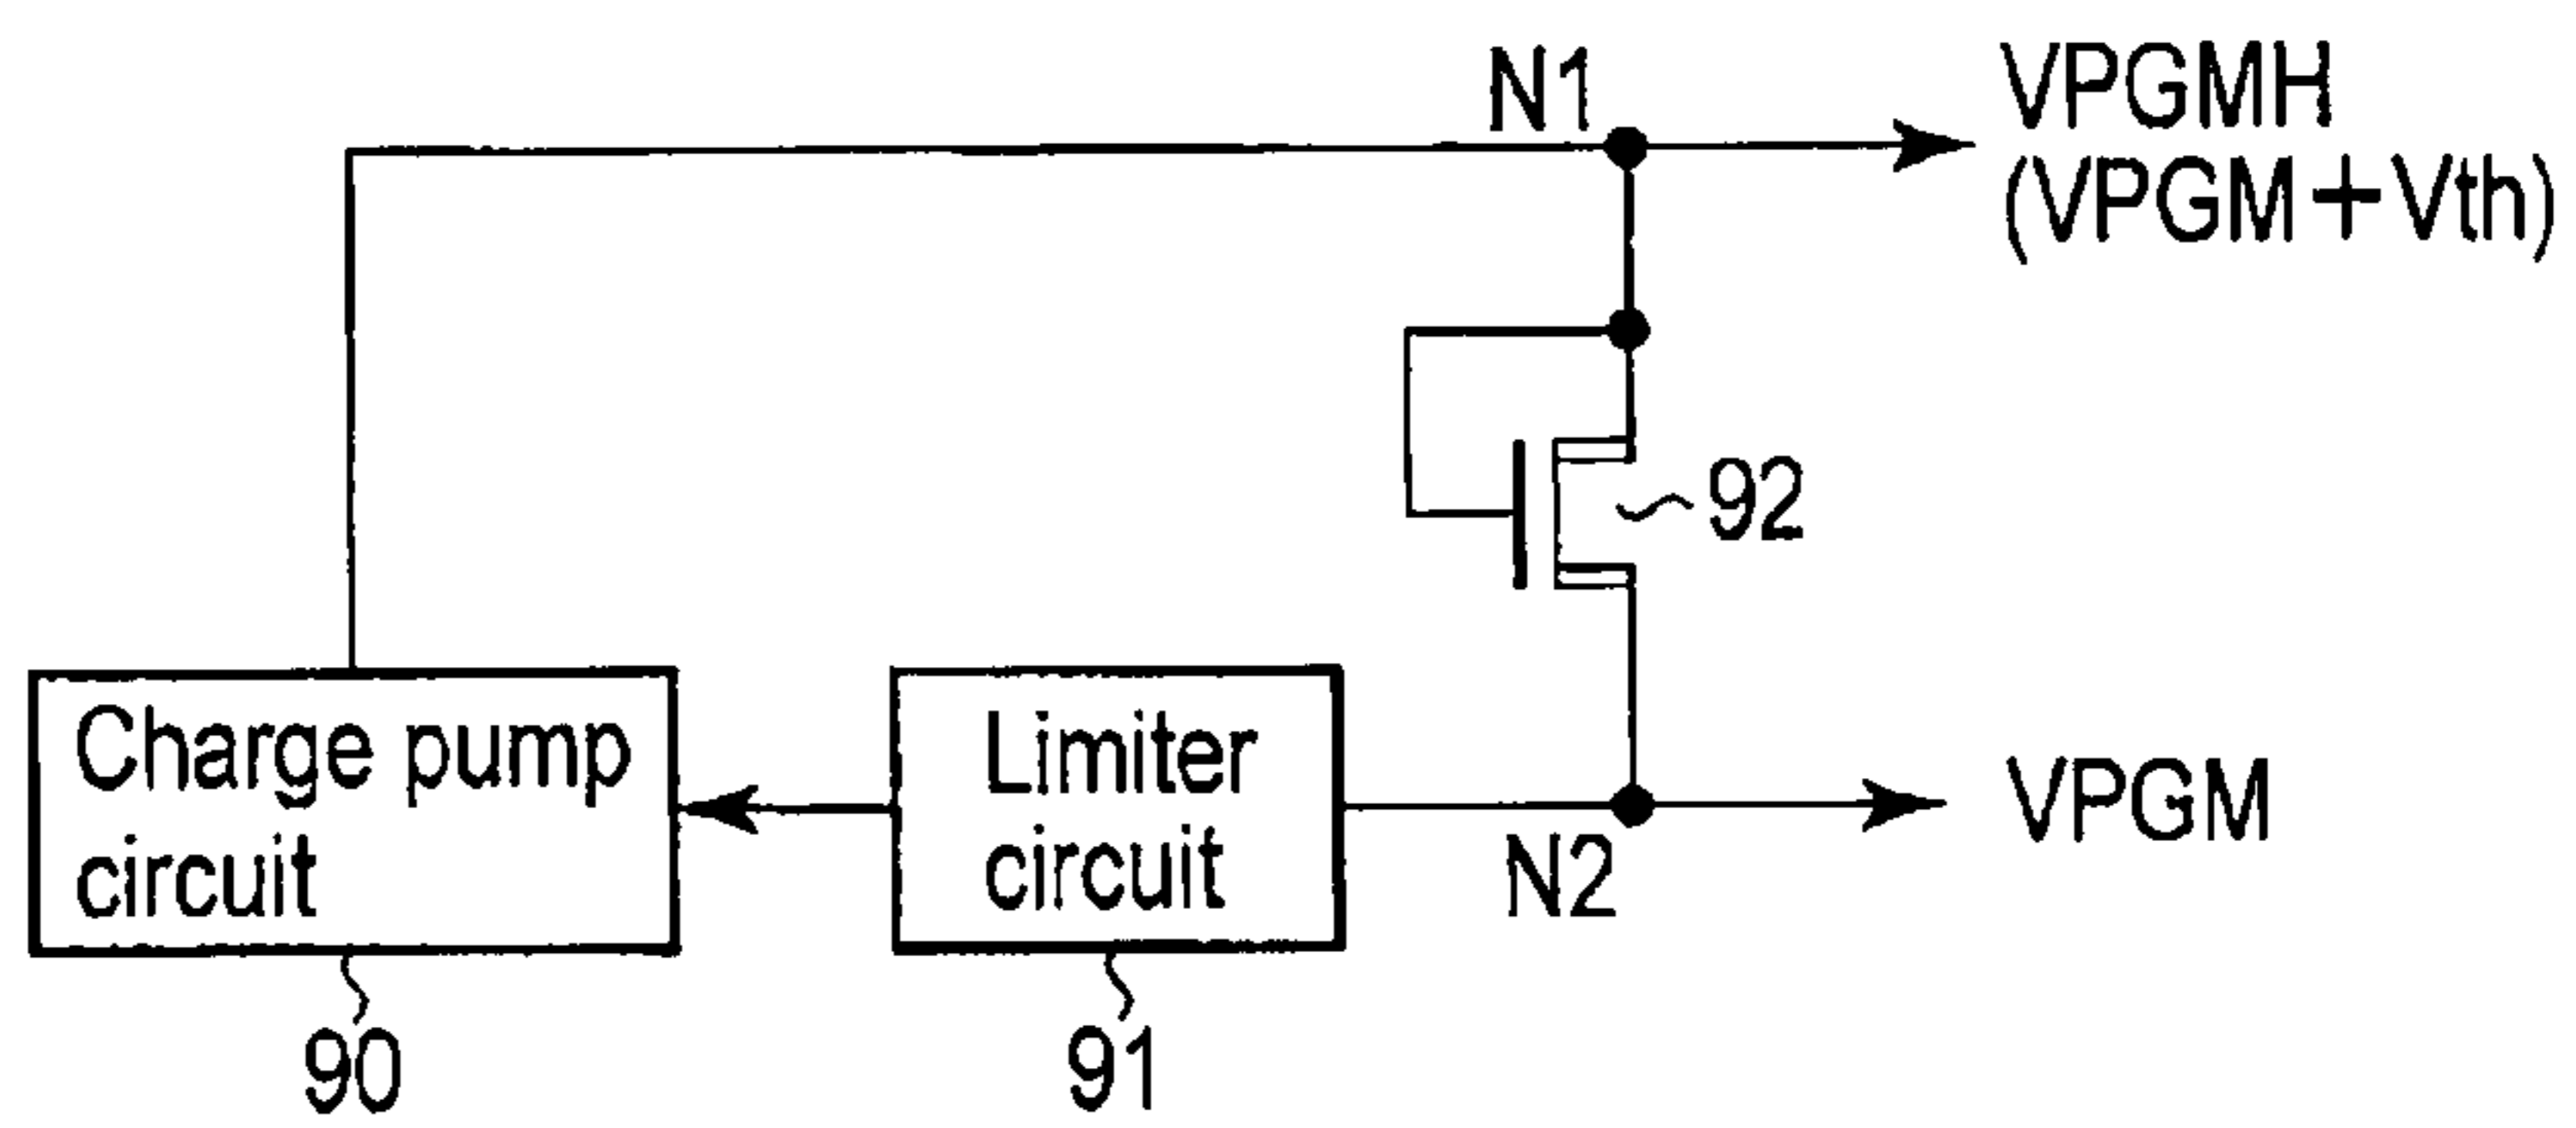 N1
VPGMH
(VPGM+Vth)
92
Charge pump
circuit
Limiter
circuit
N2
VPGM
90
91